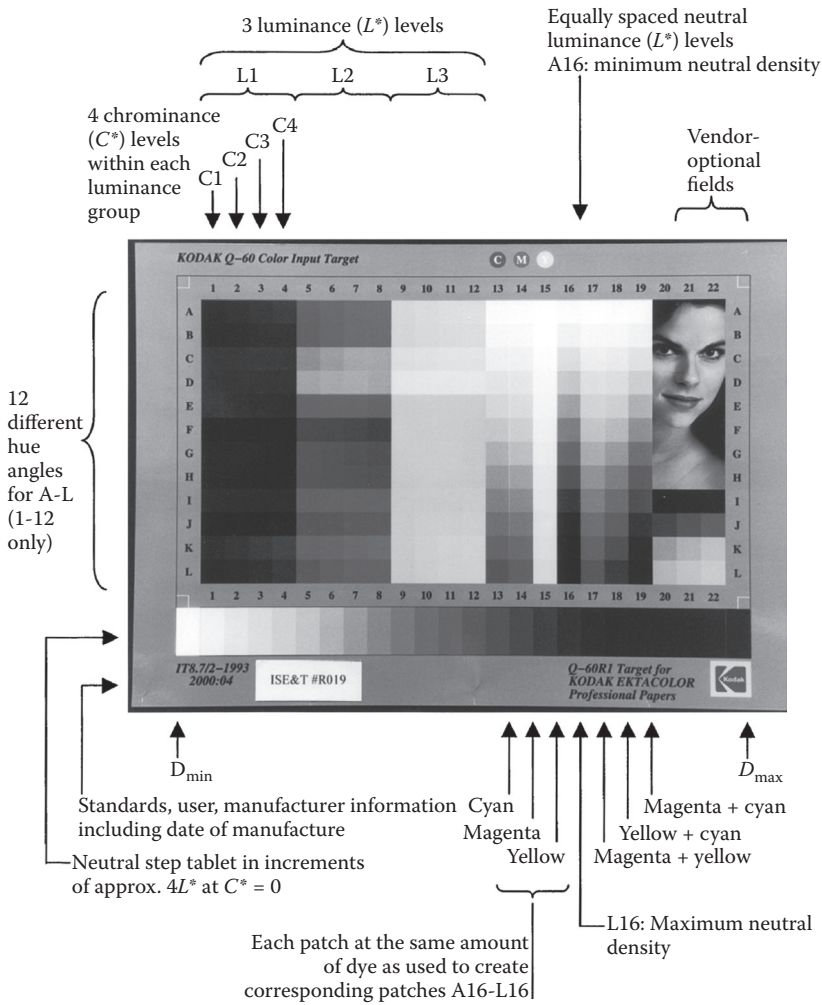 3 luminance (L*) levels
L1 L2 L3
4 chrominance
(C*) levels
within each
luminance
group
C1 C2 C3 C4
Equally spaced neutral
luminance (L*) levels
A16: minimum neutral density
Vendor-
optional
fields
KODAK Q–60 Color Input Target
C M Y
1 2 3 4 5 6 7 8 9 10 11 12 13 14 15 16 17 18 19 20 21 22
A A
B B
C C
D D
E E
F F
G G
H H
I I
J J
K K
L L
1 2 3 4 5 6 7 8 9 10 11 12 13 14 15 16 17 18 19 20 21 22
12
different
hue
angles
for A-L
(1-12
only)
IT8.7/2–1993
2000:04
ISE&T #R019
Q–60R1 Target for
KODAK EKTACOLOR
Professional Papers
Kodak
Dmin
Dmax
Standards, user, manufacturer information
including date of manufacture
Neutral step tablet in increments
of approx. 4L* at C* = 0
Cyan
Magenta
Yellow
Magenta + cyan
Yellow + cyan
Magenta + yellow
L16: Maximum neutral
density
Each patch at the same amount
of dye as used to create
corresponding patches A16-L16